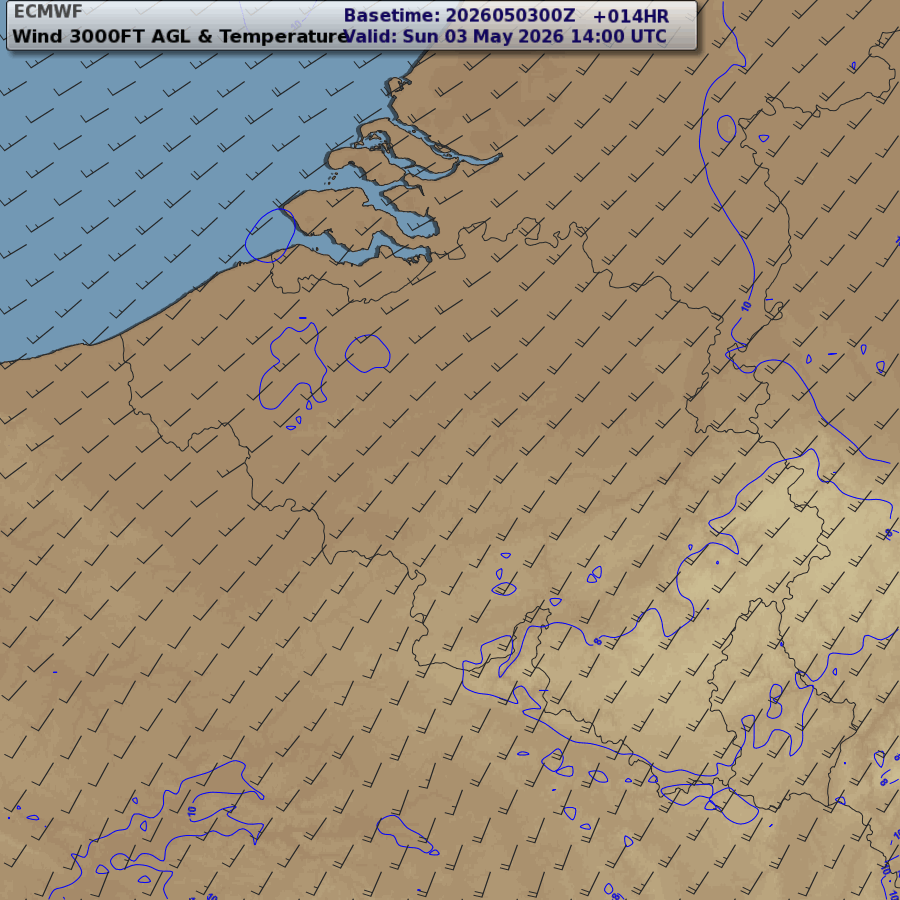 ECMWF
Basetime: 2026050300Z +014HR
Wind 3000FT AGL & Temperature
Valid: Sun 03 May 2026 14:00 UTC
10
8
10
10